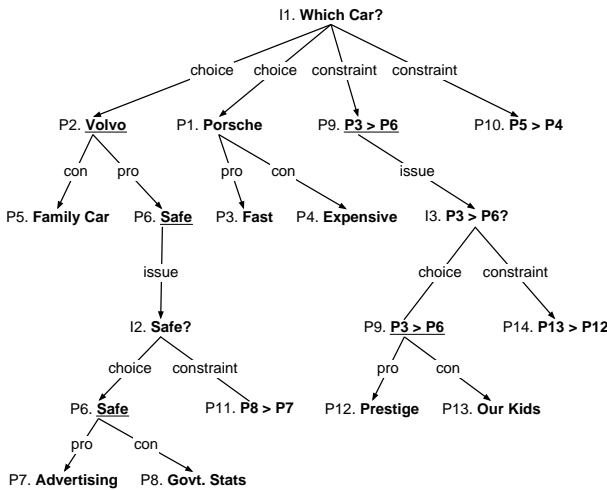 I1. Which Car?
choice choice constraint constraint
P2. Volvo P1. Porsche P9. P3 > P6 P10. P5 > P4
con pro pro con issue
P5. Family Car P6. Safe P3. Fast P4. Expensive I3. P3 > P6?
issue choice constraint
I2. Safe? P9. P3 > P6 P14. P13 > P12
choice constraint pro con
P6. Safe P11. P8 > P7 P12. Prestige P13. Our Kids
pro con
P7. Advertising P8. Govt. Stats